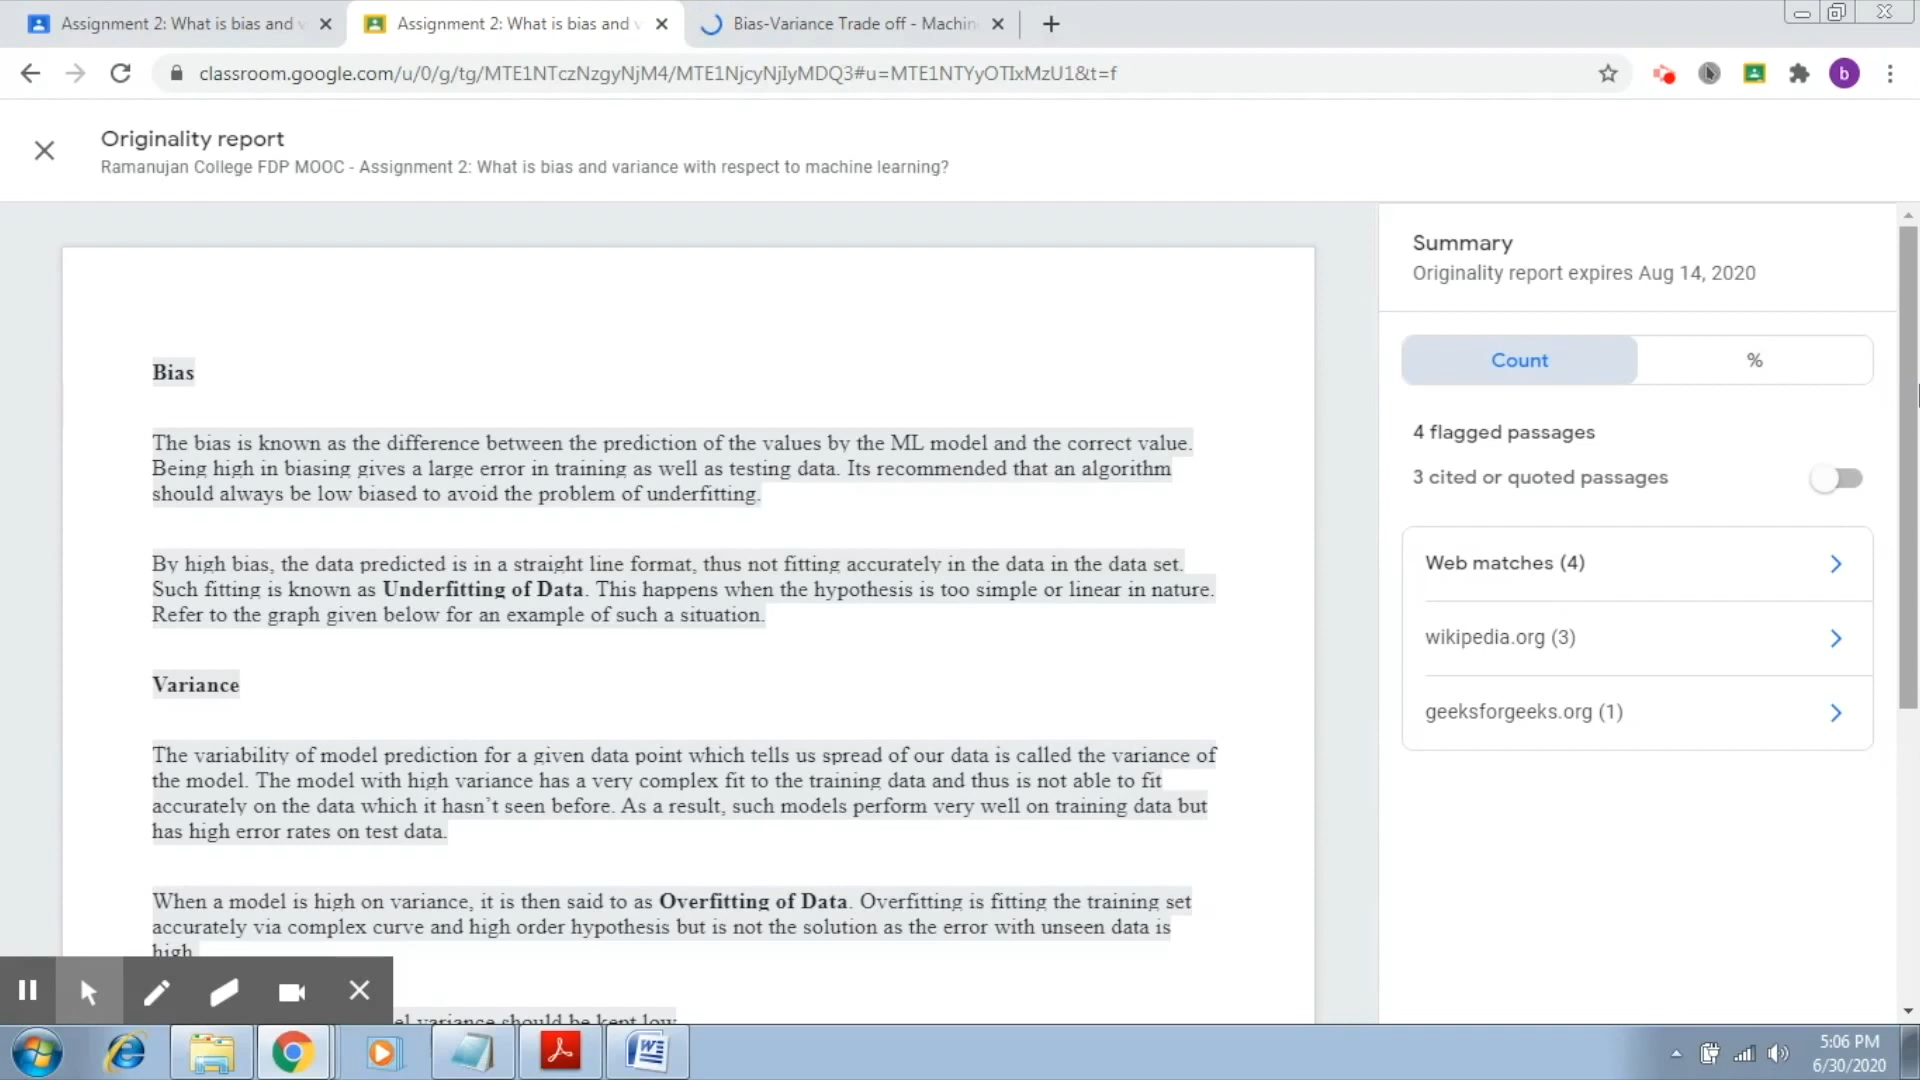 Assignment 2: What is bias and v
Assignment 2: What is bias and v
Bias-Variance Trade off - Machin
classroom.google.com/u/0/g/tg/MTE1NTczNzgyNjM4/MTE1NjcyNjIyMDQ3#u=MTE1NTYyOTIxMzU1&t=f
b
Originality report
Ramanujan College FDP MOOC - Assignment 2: What is bias and variance with respect to machine learning?
Bias
The bias is known as the difference between the prediction of the values by the ML model and the correct value.
Being high in biasing gives a large error in training as well as testing data. Its recommended that an algorithm
should always be low biased to avoid the problem of underfitting.
By high bias, the data predicted is in a straight line format, thus not fitting accurately in the data in the data set.
Such fitting is known as Underfitting of Data. This happens when the hypothesis is too simple or linear in nature.
Refer to the graph given below for an example of such a situation.
Variance
The variability of model prediction for a given data point which tells us spread of our data is called the variance of
the model. The model with high variance has a very complex fit to the training data and thus is not able to fit
accurately on the data which it hasn't seen before. As a result, such models perform very well on training data but
has high error rates on test data.
When a model is high on variance, it is then said to as Overfitting of Data. Overfitting is fitting the training set
accurately via complex curve and high order hypothesis but is not the solution as the error with unseen data is
high.
el variance should be kept low
Summary
Originality report expires Aug 14, 2020
Count
%
4 flagged passages
3 cited or quoted passages
Web matches (4)
wikipedia.org (3)
geeksforgeeks.org (1)
5:06 PM
6/30/2020